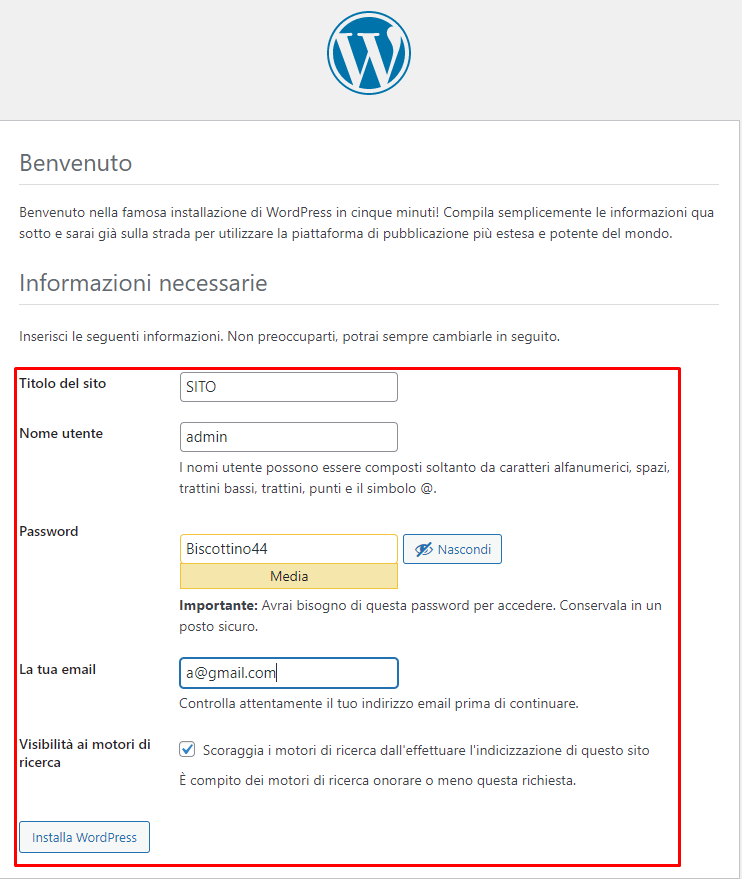 Benvenuto
Benvenuto nella famosa installazione di WordPress in cinque minuti! Compila semplicemente le informazioni qua
sotto e sarai già sulla strada per utilizzare la piattaforma di pubblicazione più estesa e potente del mondo.
Informazioni necessarie
Inserisci le seguenti informazioni. Non preoccuparti, potrai sempre cambiarle in seguito.
Titolo del sito
SITO
Nome utente
admin
I nomi utente possono essere composti soltanto da caratteri alfanumerici, spazi,
trattini bassi, trattini, punti e il simbolo @.
Password
Biscottino44
Nascondi
Media
Importante: Avrai bisogno di questa password per accedere. Conservala in un
posto sicuro.
La tua email
a@gmail.com
Controlla attentamente il tuo indirizzo email prima di continuare.
Visibilità ai motori di
ricerca
Scoraggia i motori di ricerca dall'effettuare l'indicizzazione di questo sito
È compito dei motori di ricerca onorare o meno questa richiesta.
Installa WordPress